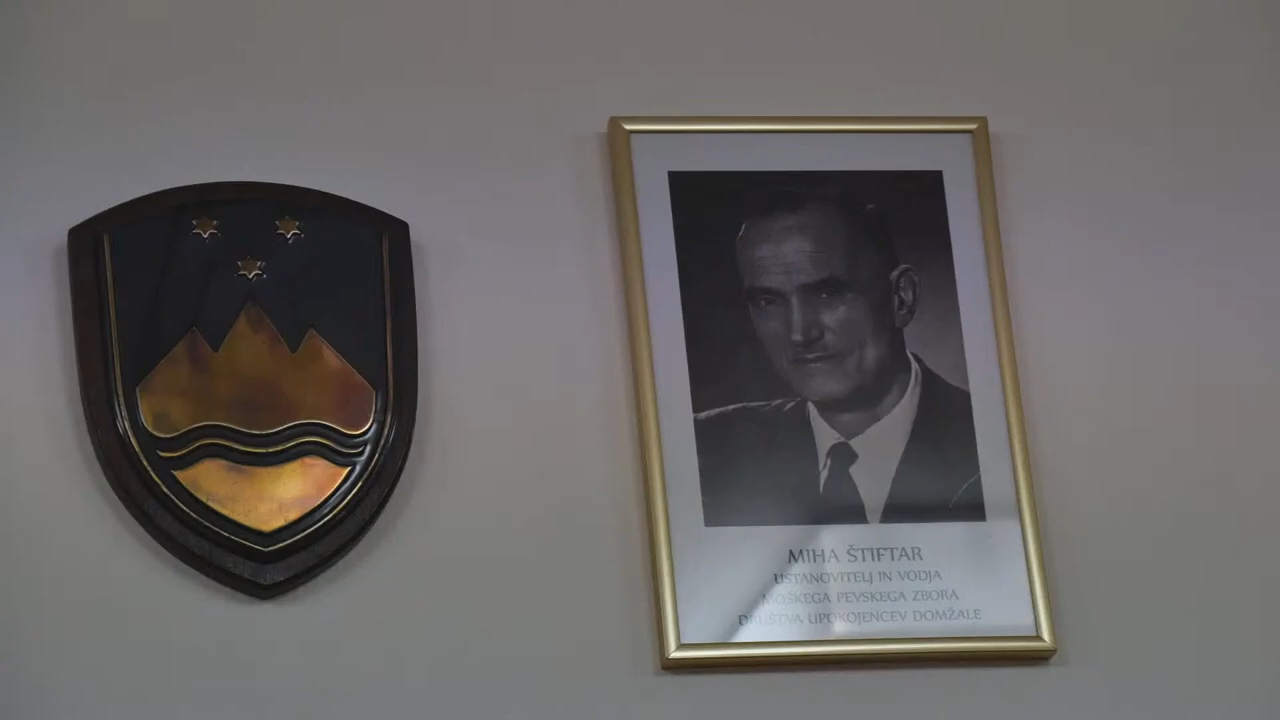 MIHA ŠTIFTAR
USTANOVITELJ IN VODJA
MOŠKEGA PEVSKEGA ZBORA
DRUŠTVA UPOKOJENCEV DOMŽALE